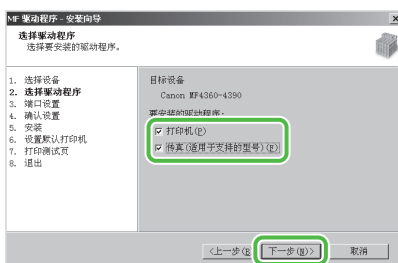 MF 驱动程序 - 安装向导
选择驱动程序
选择要安装的驱动程序。
1. 选择设备
2. 选择驱动程序
3. 端口设置
4. 确认设置
5. 安装
6. 设置默认打印机
7. 打印测试页
8. 退出
目标设备
Canon MF4360-4390
要安装的驱动程序:
打印机(P)
传真(适用于支持的型号)(F)
<上一步(B
下一步(N)>
取消